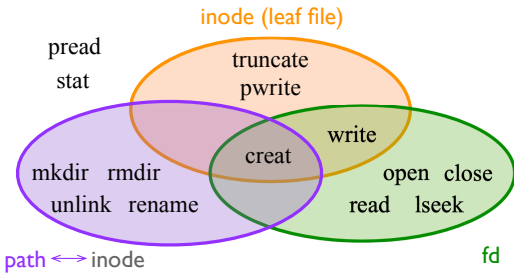 inode (leaf file)
pread
stat
truncate
pwrite
write
creat
mkdir rmdir
unlink rename
open close
read lseek
path ⟷ inode
fd